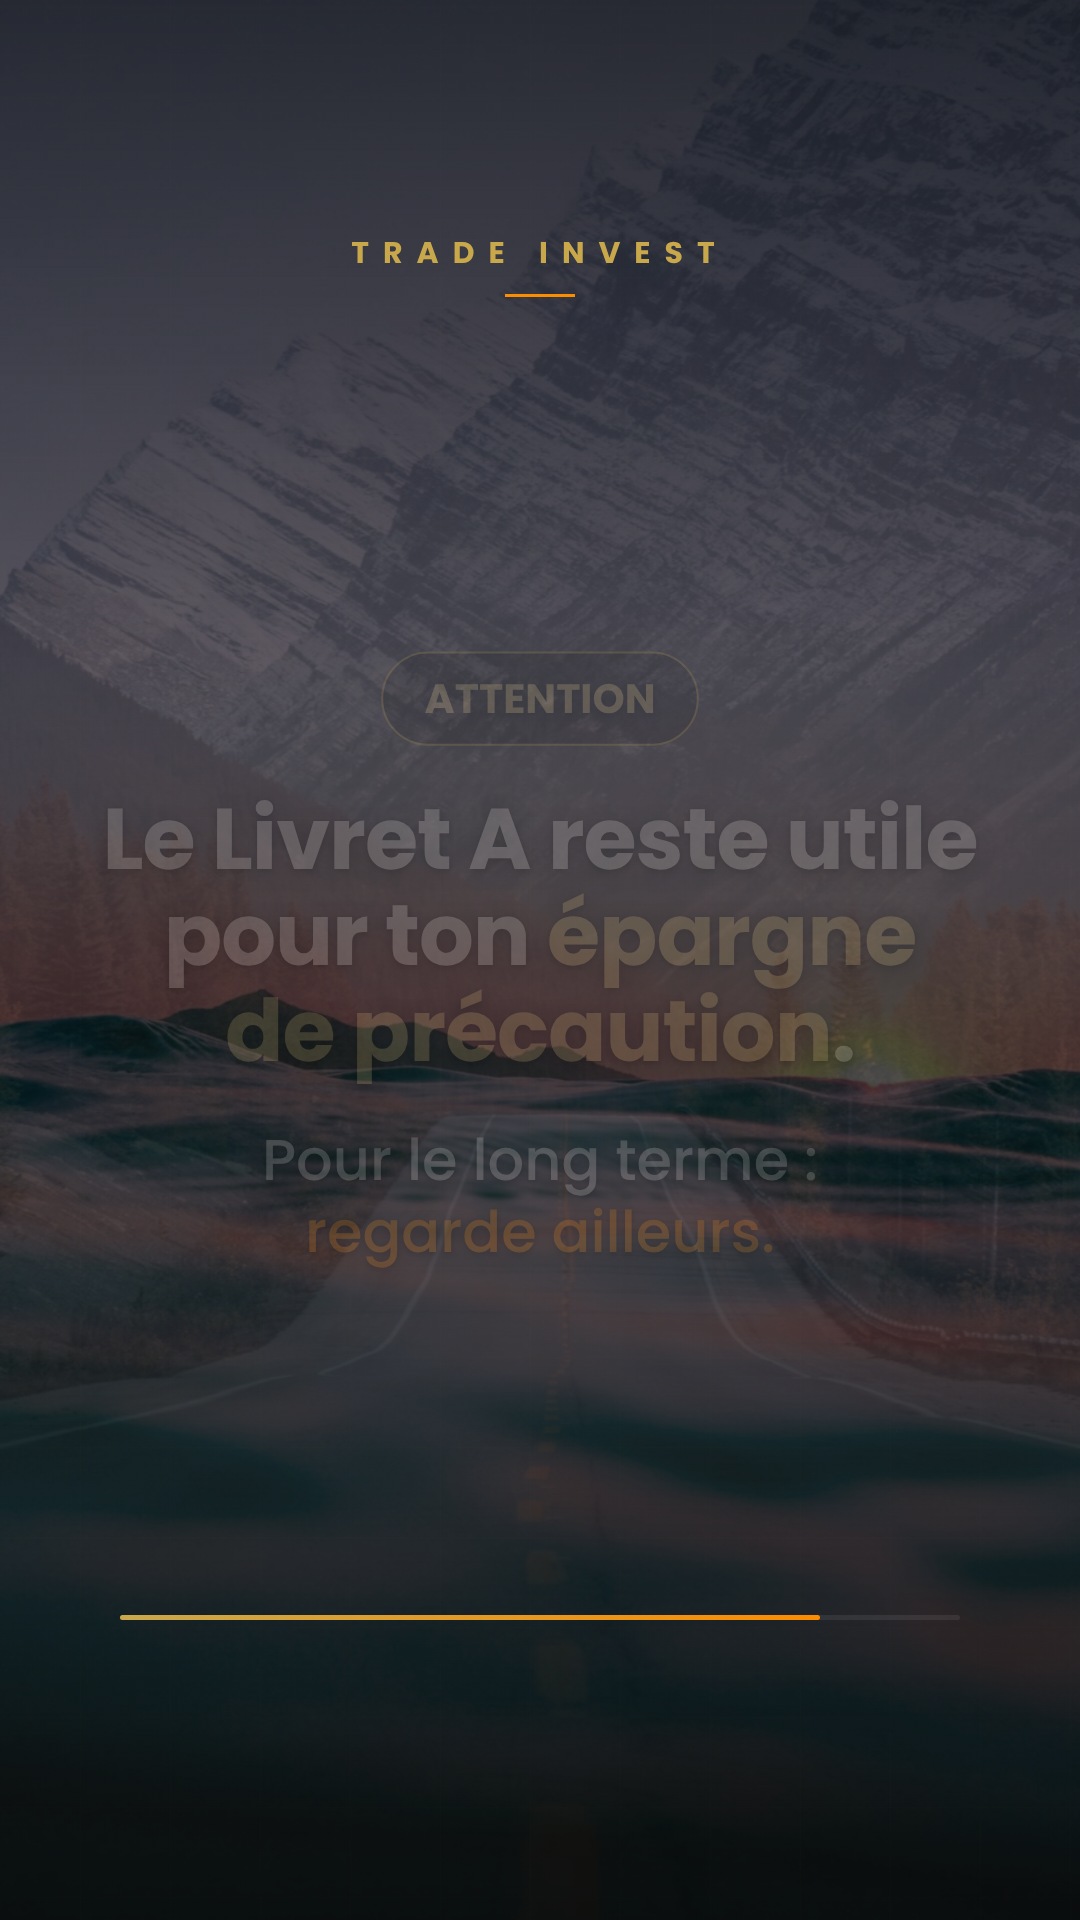 TRADE INVEST
ATTENTION
Le Livret A reste utile
pour ton épargne
de précaution.
Pour le long terme :
regarde ailleurs.